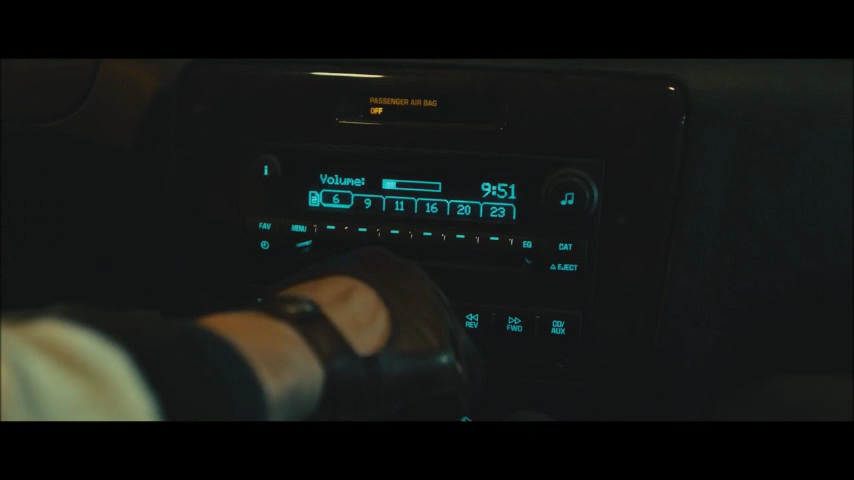 PASSENGER AIR BAG
OFF
i
Volume:
9:51
2 6 9 11 16 20 23
FAV MENU EQ CAT
EJECT
REV FWD CD/
AUX